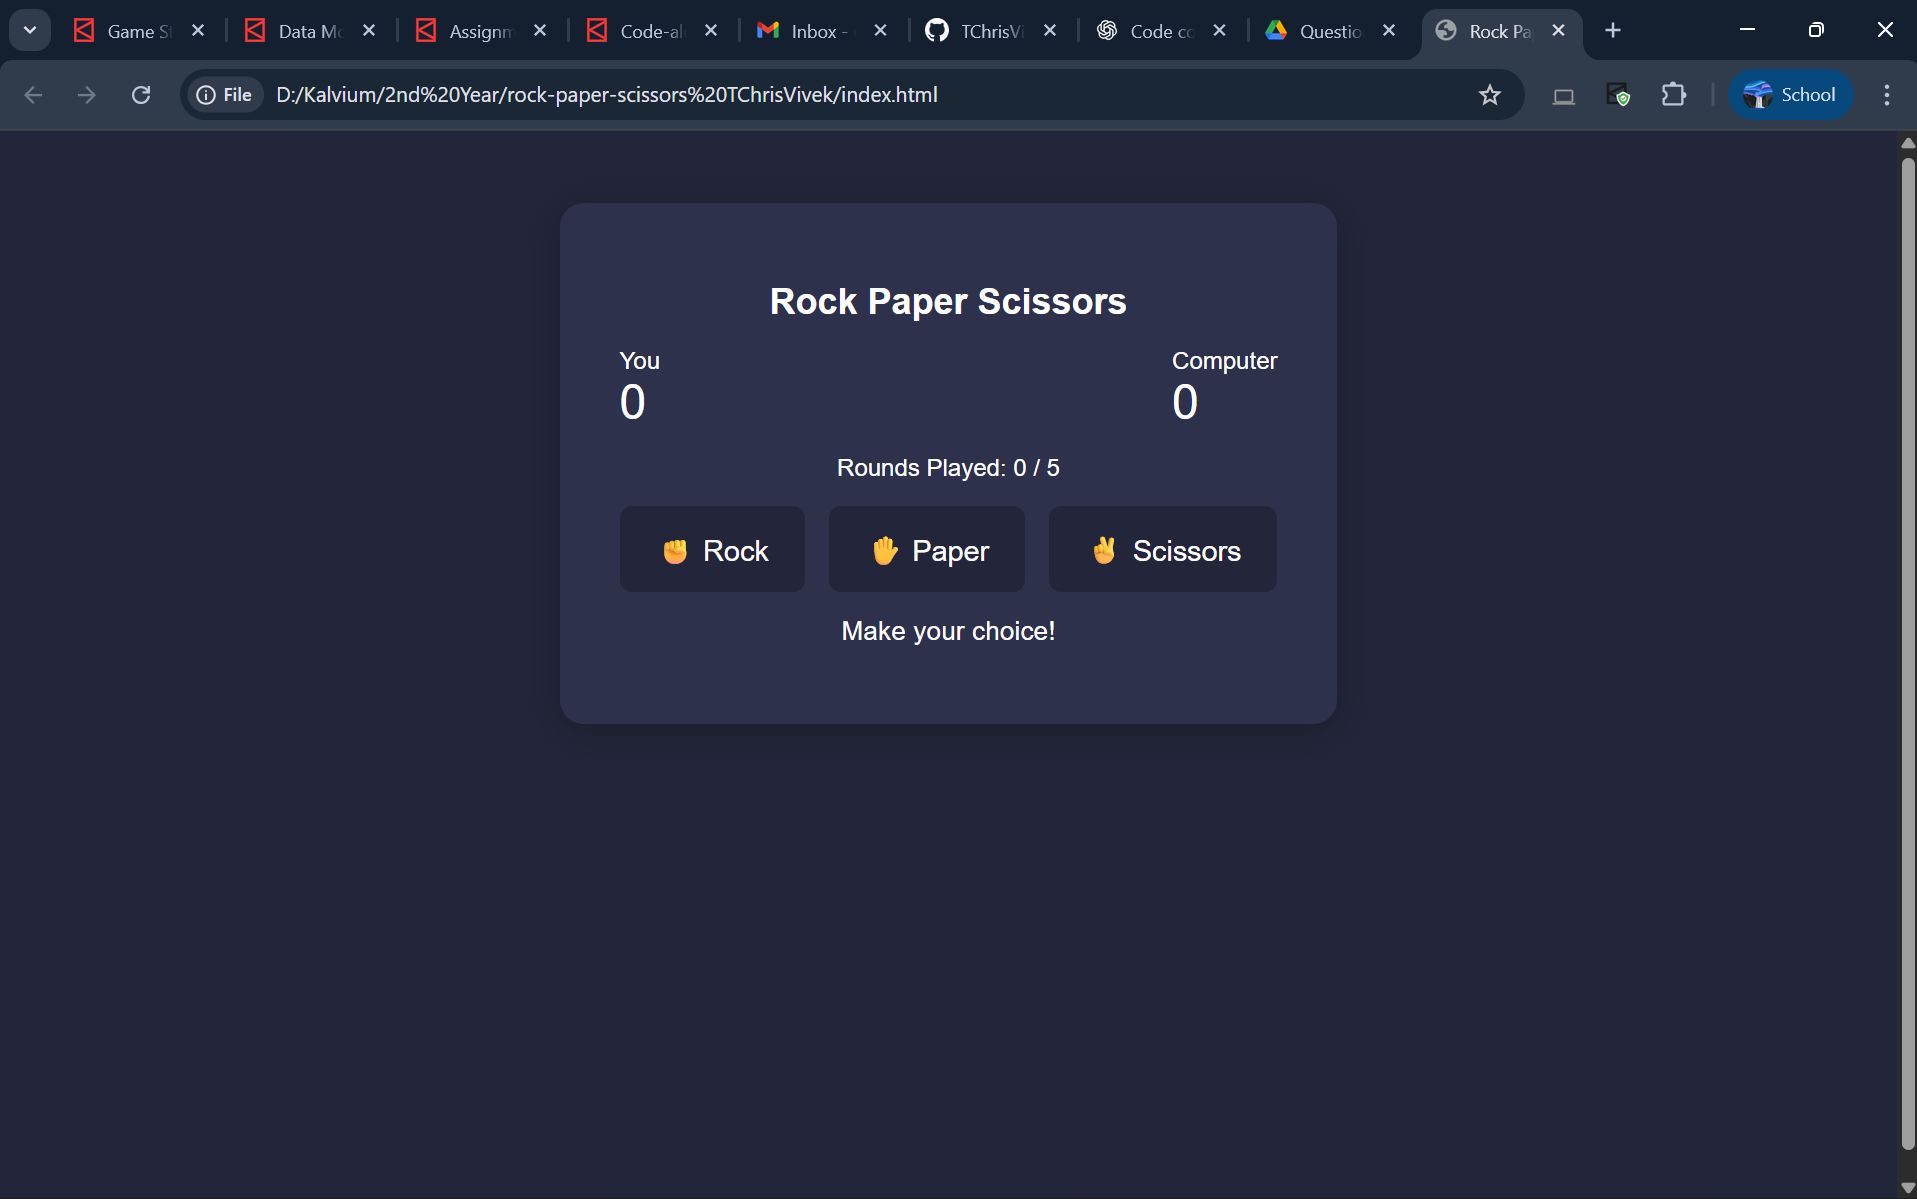 Game St
Data Mo
Assignm
Code-al
Inbox -
TChrisVi
Code co
Questio
Rock Pa
File
D:/Kalvium/2nd%20Year/rock-paper-scissors%20TChrisVivek/index.html
School
Rock Paper Scissors
You Computer
0 0
Rounds Played: 0 / 5
✊ Rock ✋ Paper ✌ Scissors
Make your choice!